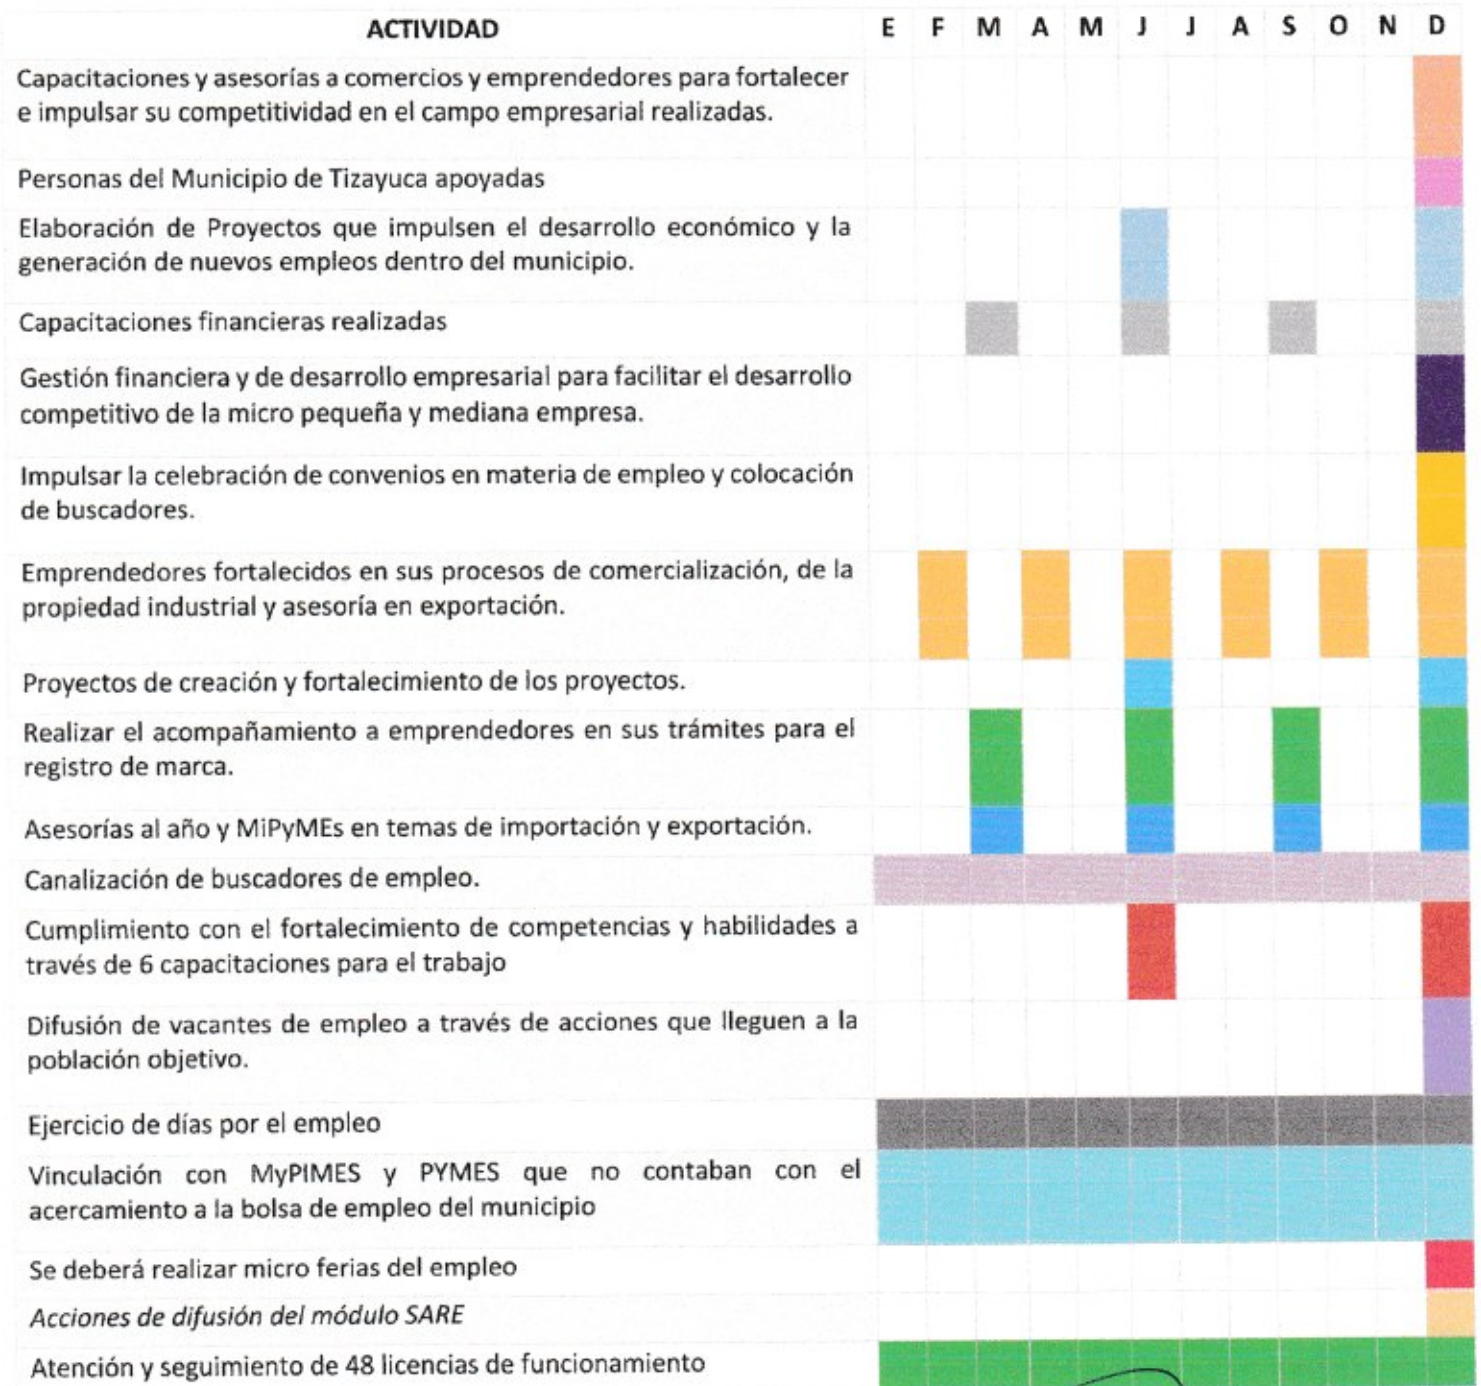 ACTIVIDAD E F M A M J J A S O N D
Capacitaciones y asesorías a comercios y emprendedores para fortalecer
e impulsar su competitividad en el campo empresarial realizadas.
Personas del Municipio de Tizayuca apoyadas
Elaboración de Proyectos que impulsen el desarrollo económico y la
generación de nuevos empleos dentro del municipio.
Capacitaciones financieras realizadas
Gestión financiera y de desarrollo empresarial para facilitar el desarrollo
competitivo de la micro pequeña y mediana empresa.
Impulsar la celebración de convenios en materia de empleo y colocación
de buscadores.
Emprendedores fortalecidos en sus procesos de comercialización, de la
propiedad industrial y asesoría en exportación.
Proyectos de creación y fortalecimiento de los proyectos.
Realizar el acompañamiento a emprendedores en sus trámites para el
registro de marca.
Asesorías al año y MiPyMEs en temas de importación y exportación.
Canalización de buscadores de empleo.
Cumplimiento con el fortalecimiento de competencias y habilidades a
través de 6 capacitaciones para el trabajo
Difusión de vacantes de empleo a través de acciones que lleguen a la
población objetivo.
Ejercicio de días por el empleo
Vinculación con MyPIMES y PYMES que no contaban con el
acercamiento a la bolsa de empleo del municipio
Se deberá realizar micro ferias del empleo
Acciones de difusión del módulo SARE
Atención y seguimiento de 48 licencias de funcionamiento